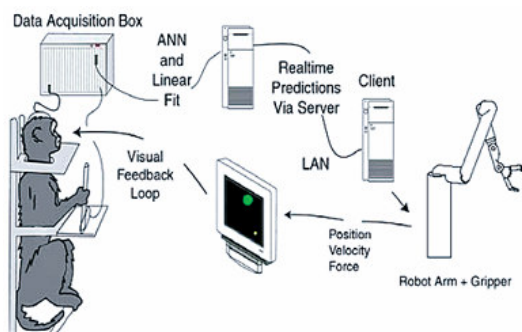 Data Acquisition Box
ANN
and
Linear
Fit
Realtime
Predictions
Via Server
Client
LAN
Visual
Feedback
Loop
Position
Velocity
Force
Robot Arm + Gripper